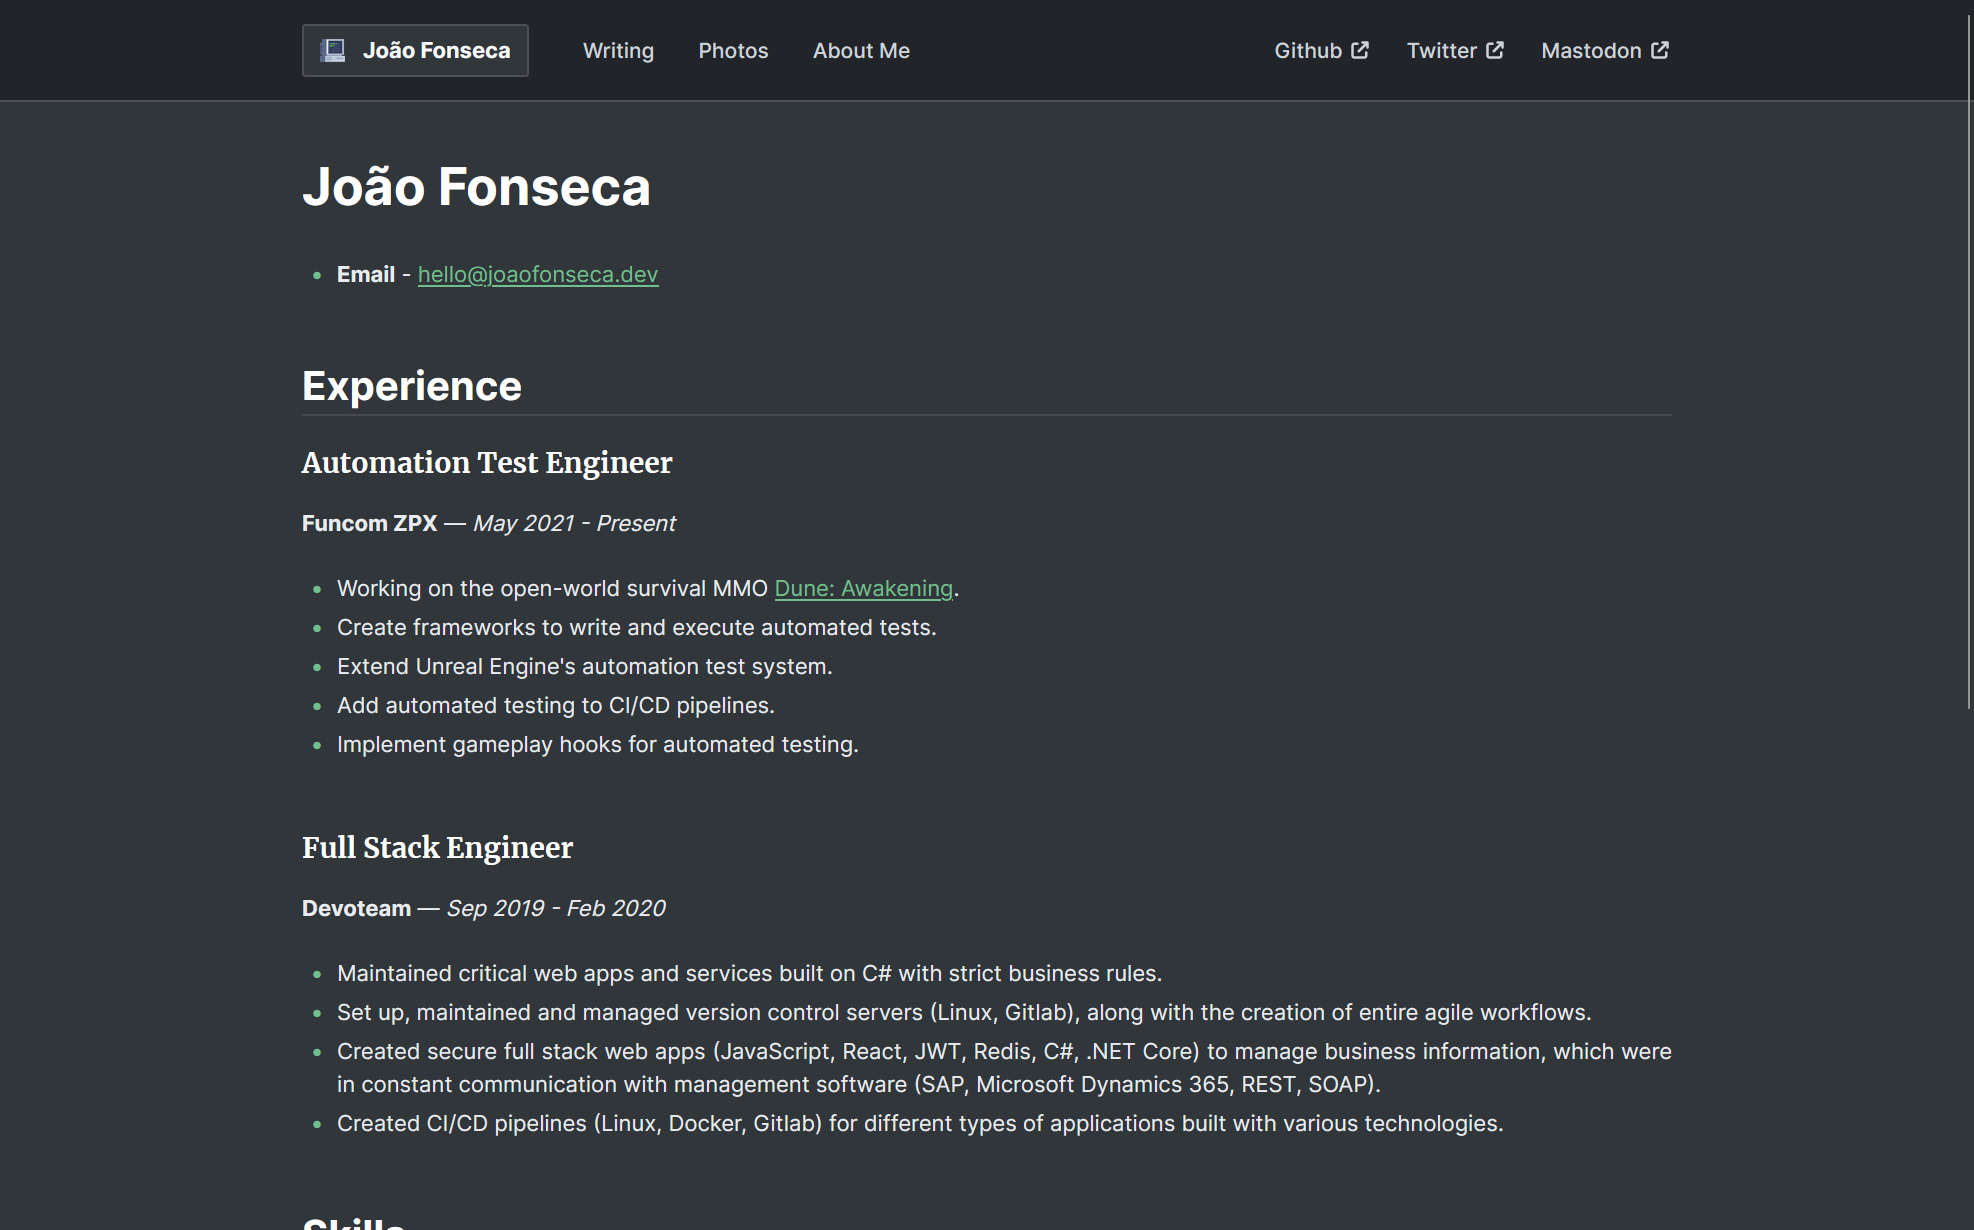 João Fonseca
Writing
Photos
About Me
Github
Twitter
Mastodon
João Fonseca
Email - hello@joaofonseca.dev
Experience
Automation Test Engineer
Funcom ZPX — May 2021 - Present
Working on the open-world survival MMO Dune: Awakening.
Create frameworks to write and execute automated tests.
Extend Unreal Engine's automation test system.
Add automated testing to CI/CD pipelines.
Implement gameplay hooks for automated testing.
Full Stack Engineer
Devoteam — Sep 2019 - Feb 2020
Maintained critical web apps and services built on C# with strict business rules.
Set up, maintained and managed version control servers (Linux, Gitlab), along with the creation of entire agile workflows.
Created secure full stack web apps (JavaScript, React, JWT, Redis, C#, .NET Core) to manage business information, which were
in constant communication with management software (SAP, Microsoft Dynamics 365, REST, SOAP).
Created CI/CD pipelines (Linux, Docker, Gitlab) for different types of applications built with various technologies.
Skills